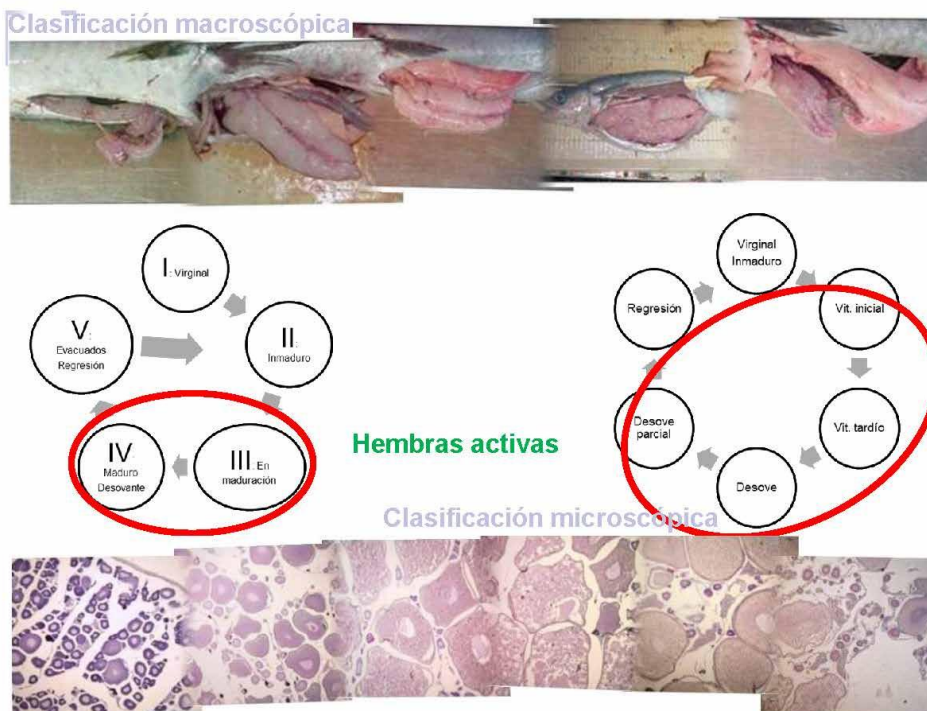 Clasificación macroscópica
I: Virginal
II:
Inmaduro
III: En
maduración
IV:
Maduro
Desovante
V:
Evacuados
Regresión
Hembras activas
Virginal
Inmaduro
Vit. inicial
Vit. tardío
Desove
Desove
parcial
Regresión
Clasificación microscópica